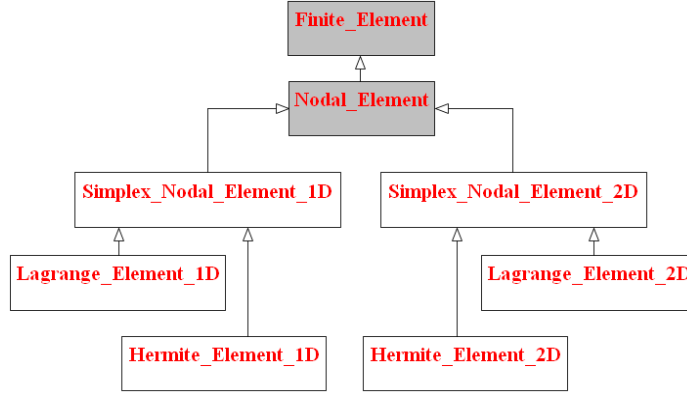 Finite_Element
Nodal_Element
Simplex_Nodal_Element_1D
Simplex_Nodal_Element_2D
Lagrange_Element_1D
Lagrange_Element_2D
Hermite_Element_1D
Hermite_Element_2D